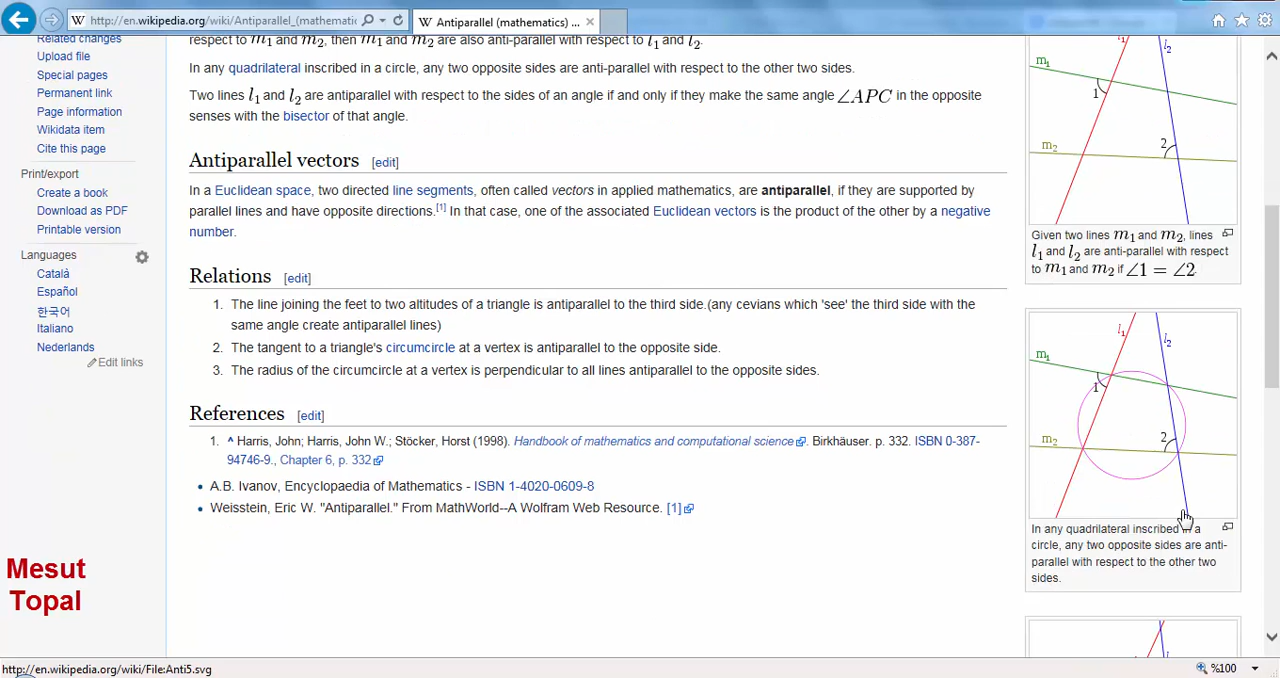 http://en.wikipedia.org/wiki/Antiparallel_(mathematic
W Antiparallel (mathematics) ...
Related changes
Upload file
Special pages
Permanent link
Page information
Wikidata item
Cite this page
Print/export
Create a book
Download as PDF
Printable version
Languages
Català
Español
한국어
Italiano
Nederlands
Edit links
Mesut
Topal
respect to m1 and m2, then m1 and m2 are also anti-parallel with respect to l1 and l2.
In any quadrilateral inscribed in a circle, any two opposite sides are anti-parallel with respect to the other two sides.
Two lines l1 and l2 are antiparallel with respect to the sides of an angle if and only if they make the same angle ∠APC in the opposite
senses with the bisector of that angle.
Antiparallel vectors [edit]
In a Euclidean space, two directed line segments, often called vectors in applied mathematics, are antiparallel, if they are supported by
parallel lines and have opposite directions.[1] In that case, one of the associated Euclidean vectors is the product of the other by a negative
number.
Relations [edit]
1. The line joining the feet to two altitudes of a triangle is antiparallel to the third side.(any cevians which 'see' the third side with the
same angle create antiparallel lines)
2. The tangent to a triangle's circumcircle at a vertex is antiparallel to the opposite side.
3. The radius of the circumcircle at a vertex is perpendicular to all lines antiparallel to the opposite sides.
References [edit]
1. ^ Harris, John; Harris, John W.; Stöcker, Horst (1998). Handbook of mathematics and computational science. Birkhäuser. p. 332. ISBN 0-387-
94746-9., Chapter 6, p. 332
• A.B. Ivanov, Encyclopaedia of Mathematics - ISBN 1-4020-0609-8
• Weisstein, Eric W. "Antiparallel." From MathWorld--A Wolfram Web Resource. [1]
l1 l2
m1
1
2
m2
Given two lines m1 and m2, lines
l1 and l2 are anti-parallel with respect
to m1 and m2 if ∠1 = ∠2.
l1 l2
m1
1
2
m2
In any quadrilateral inscribed in a
circle, any two opposite sides are anti-
parallel with respect to the other two
sides.
http://en.wikipedia.org/wiki/File:Anti5.svg
%100